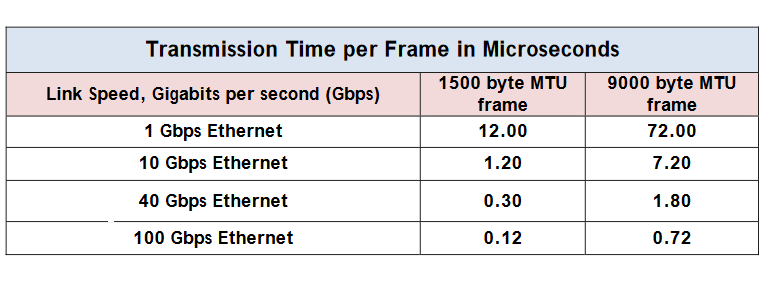 Transmission Time per Frame in Microseconds
Link Speed, Gigabits per second (Gbps)
1500 byte MTU
frame
9000 byte MTU
frame
1 Gbps Ethernet 12.00 72.00
10 Gbps Ethernet 1.20 7.20
40 Gbps Ethernet 0.30 1.80
100 Gbps Ethernet 0.12 0.72